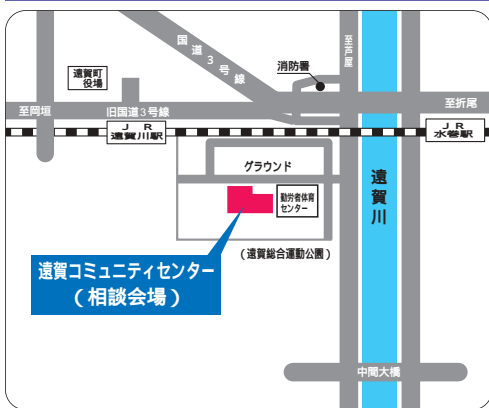 国道3号線
至芦屋
消防署
遠賀町
役場
至岡垣
旧国道3号線
至折尾
JR
遠賀川駅
JR
水巻駅
グラウンド
遠賀川
勤労者体育
センター
(遠賀総合運動公園)
遠賀コミュニティセンター
(相談会場)
中間大橋